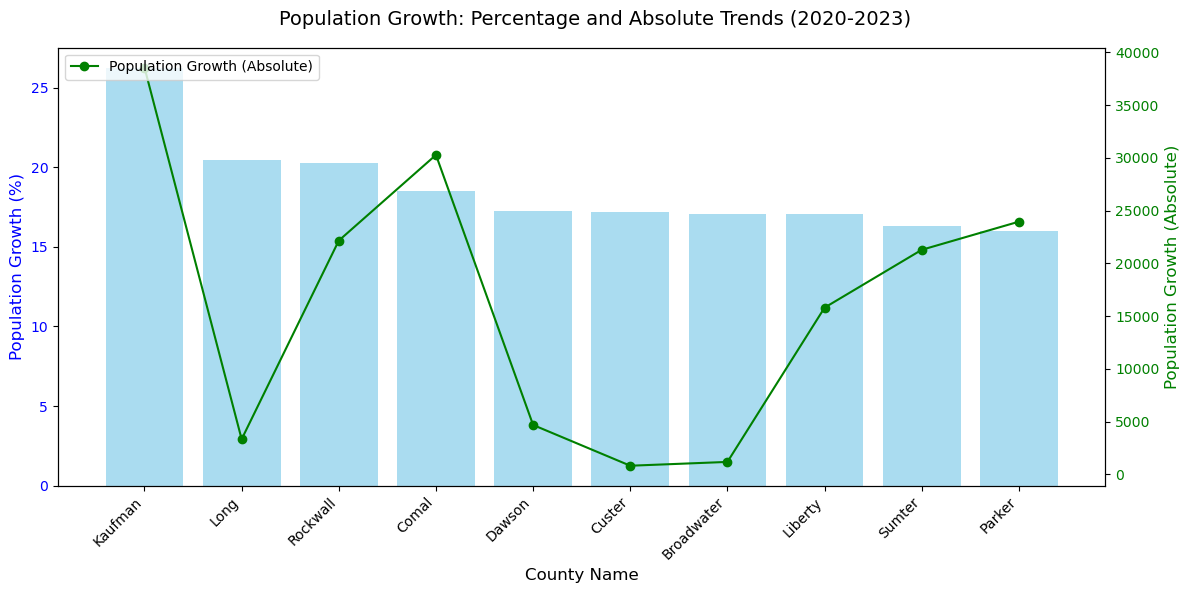 Population Growth: Percentage and Absolute Trends (2020-2023)
Population Growth (Absolute)
Population Growth (%)
25
20
15
10
5
0
40000
35000
30000
25000
20000
15000
10000
5000
0
Population Growth (Absolute)
Kaufman
Long
Rockwall
Comal
Dawson
Custer
Broadwater
Liberty
Sumter
Parker
County Name